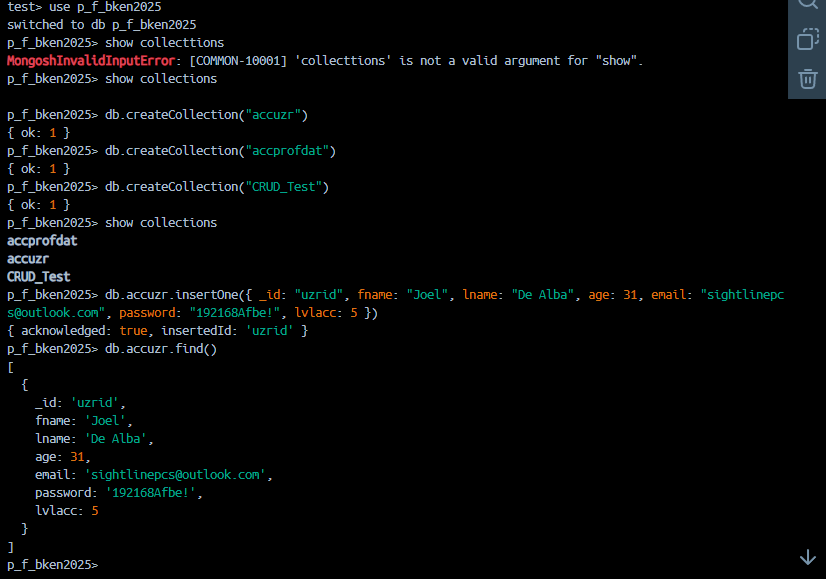 test> use p_f_bken2025
switched to db p_f_bken2025
p_f_bken2025> show collecttions
MongoshInvalidInputError: [COMMON-10001] 'collecttions' is not a valid argument for "show".
p_f_bken2025> show collections
p_f_bken2025> db.createCollection("accuzr")
{ ok: 1 }
p_f_bken2025> db.createCollection("accprofdat")
{ ok: 1 }
p_f_bken2025> db.createCollection("CRUD_Test")
{ ok: 1 }
p_f_bken2025> show collections
accprofdat
accuzr
CRUD_Test
p_f_bken2025> db.accuzr.insertOne({ _id: "uzrid", fname: "Joel", lname: "De Alba", age: 31, email: "sightlinepc
s@outlook.com", password: "192168Afbe!", lvlacc: 5 })
{ acknowledged: true, insertedId: 'uzrid' }
p_f_bken2025> db.accuzr.find()
[
  {
    _id: 'uzrid',
    fname: 'Joel',
    lname: 'De Alba',
    age: 31,
    email: 'sightlinepcs@outlook.com',
    password: '192168Afbe!',
    lvlacc: 5
  }
]
p_f_bken2025>